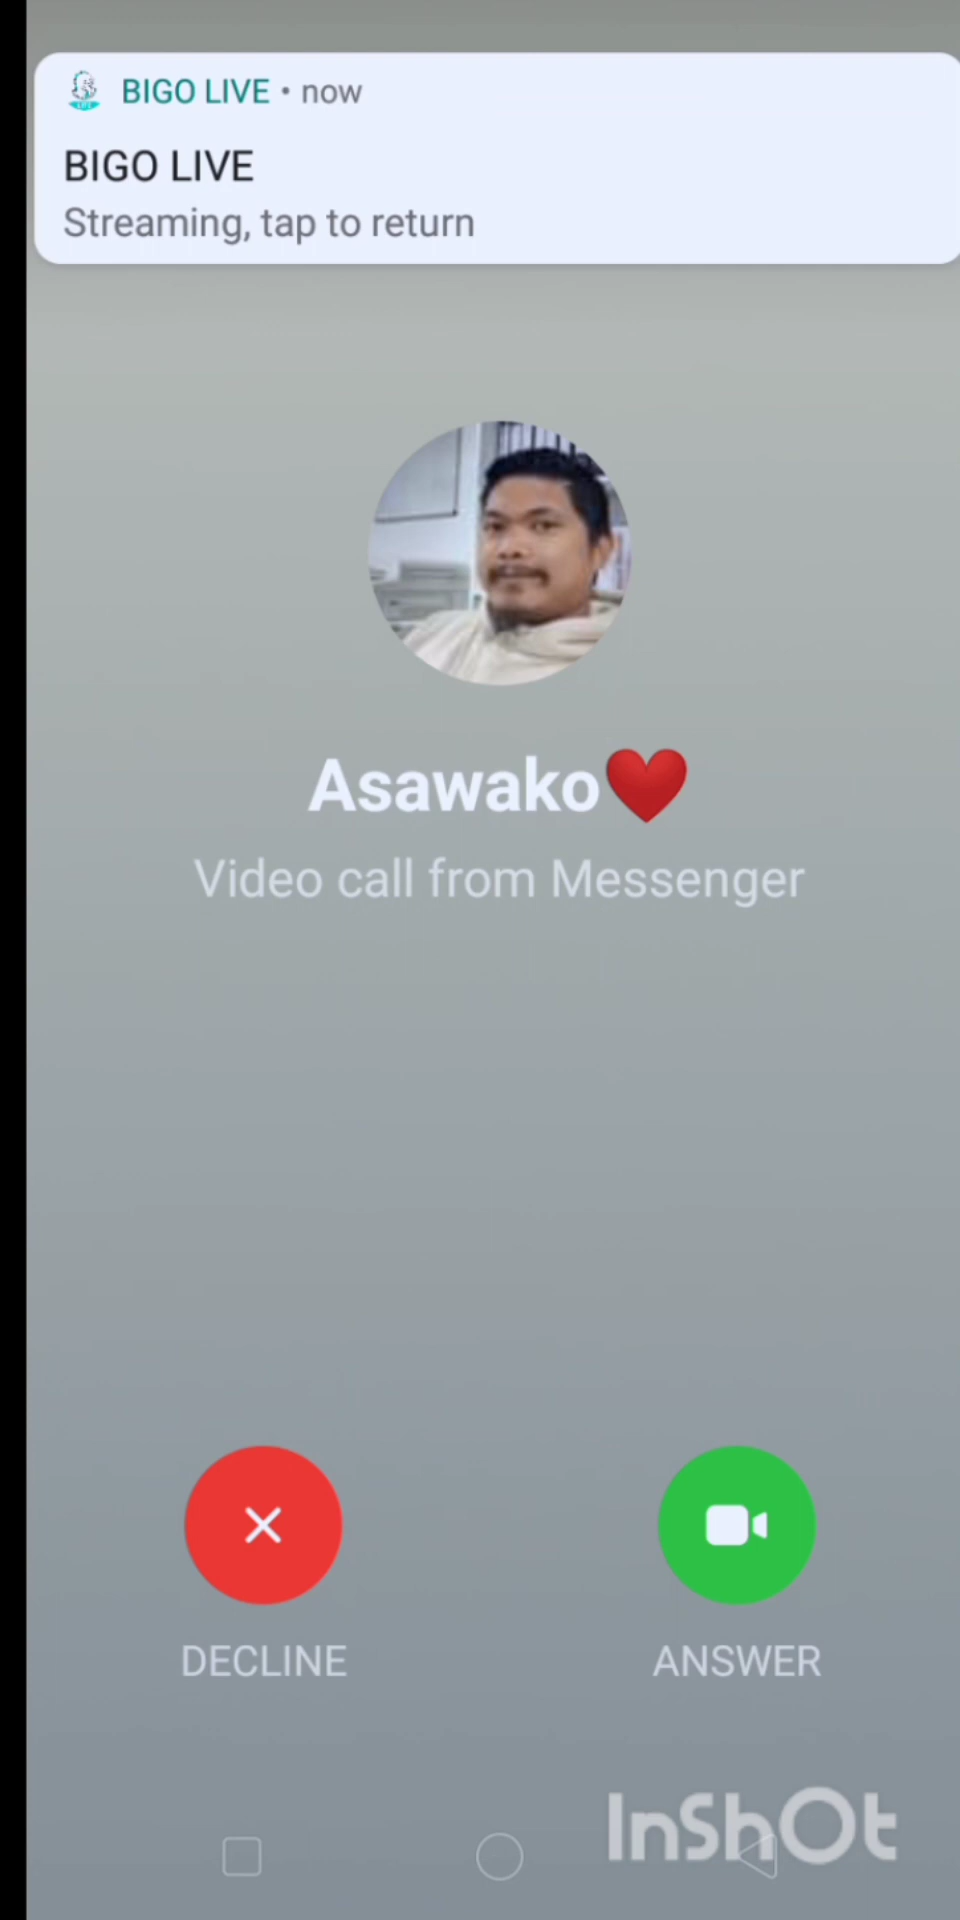 BIGO LIVE • now
BIGO LIVE
Streaming, tap to return
Asawako❤️
Video call from Messenger
DECLINE
ANSWER
InShOt